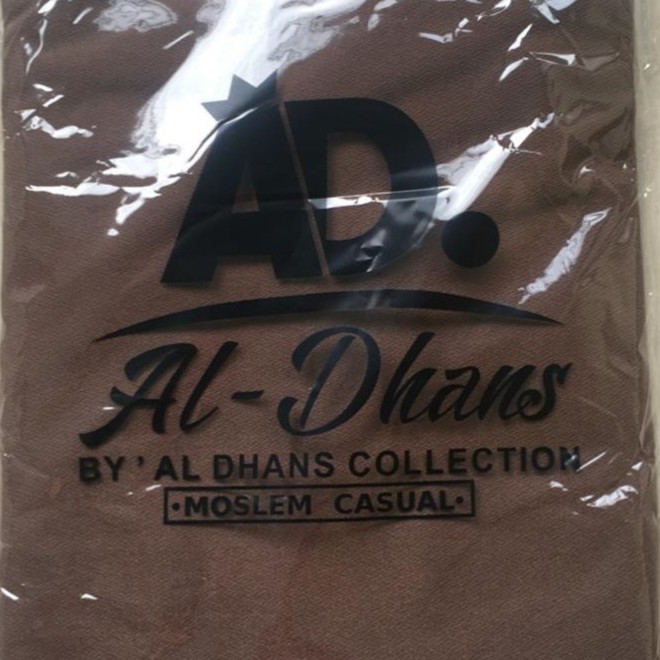 AD.
Al-Dhans
BY ' AL DHANS COLLECTION
•MOSLEM CASUAL•